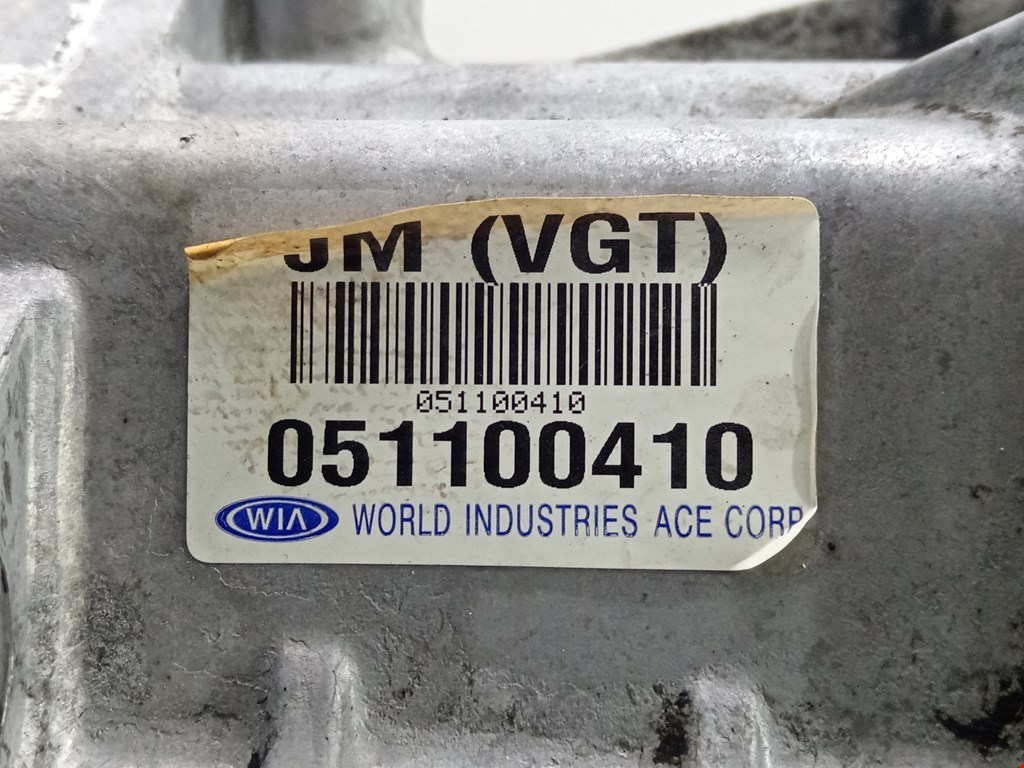 JM (VGT)
051100410
051100410
WIA WORLD INDUSTRIES ACE CORP